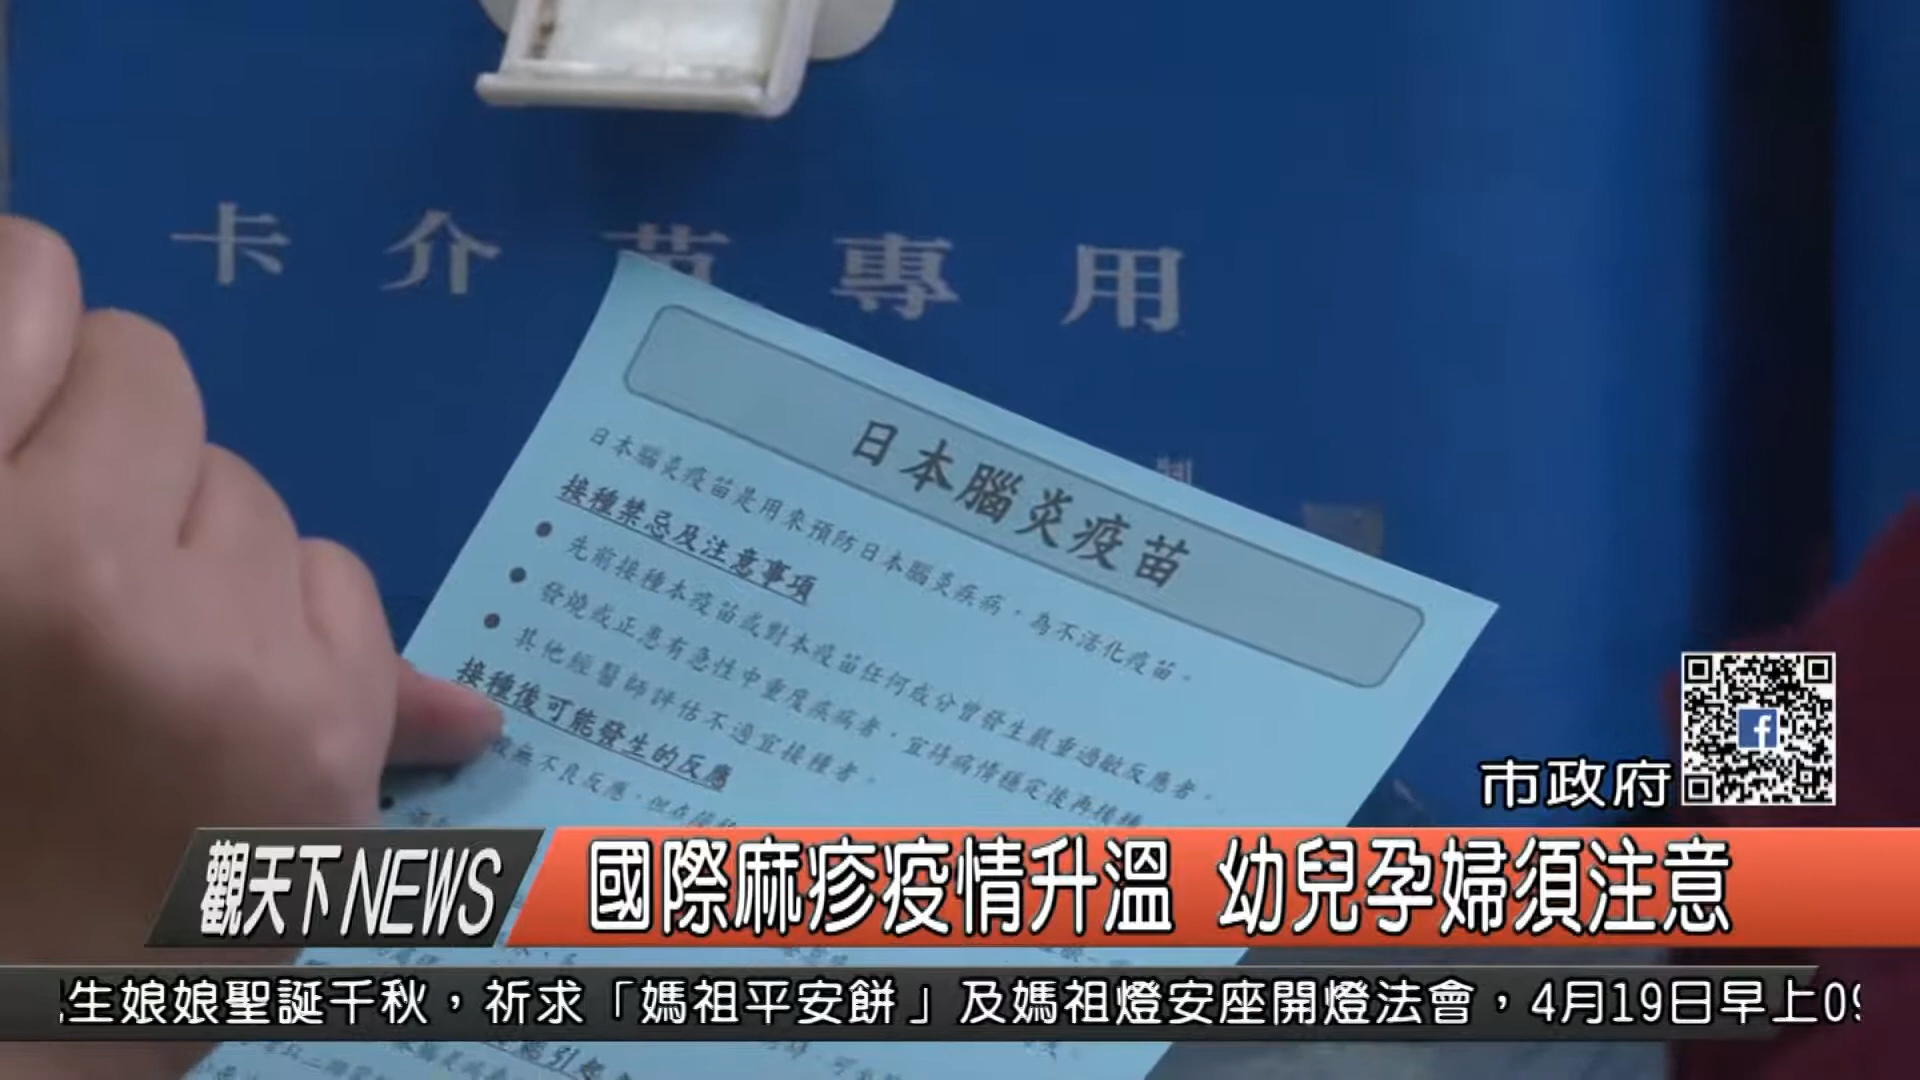 卡介苗專用
日本腦炎疫苗
日本腦炎疫苗是用來預防日本腦炎疾病，為不活化疫苗。
接種禁忌及注意事項
先前接種本疫苗或對本疫苗任何成分曾發生嚴重過敏反應者。
發燒或正患有急性中重度疾病者，宜待病情穩定後再接種
其他經醫師評估不適宜接種者。
接種後可能發生的反應
無不良反應，但在
市政府
觀天下NEWS
國際麻疹疫情升溫 幼兒孕婦須注意
生娘娘聖誕千秋，祈求「媽祖平安餅」及媽祖燈安座開燈法會，4月19日早上09